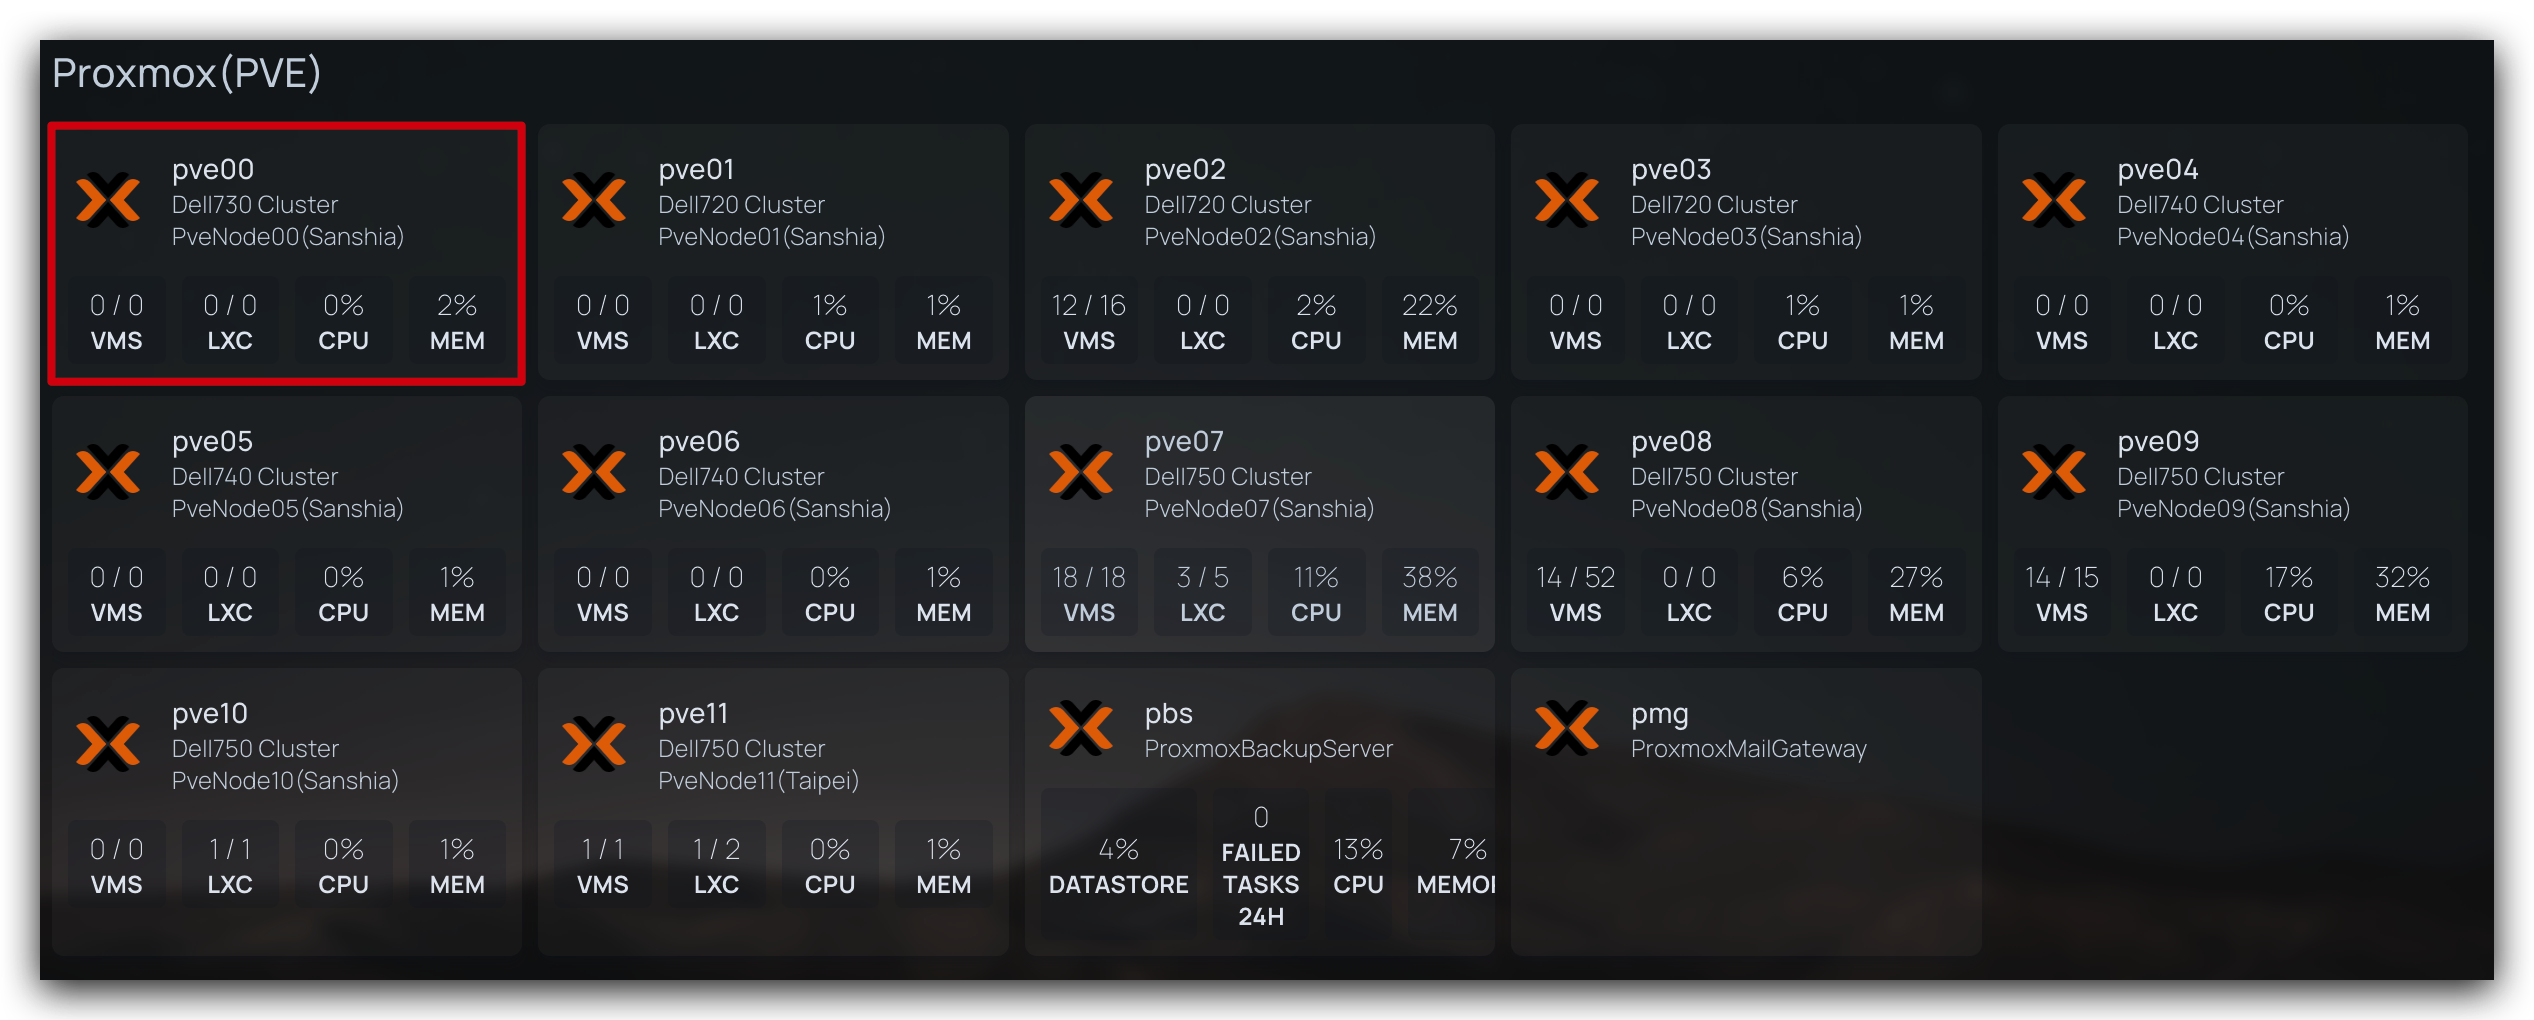 Proxmox(PVE)
pve00
Dell730 Cluster
PveNode00(Sanshia)
0 / 0 0 / 0 0% 2%
VMS LXC CPU MEM
pve01
Dell720 Cluster
PveNode01(Sanshia)
0 / 0 0 / 0 1% 1%
VMS LXC CPU MEM
pve02
Dell720 Cluster
PveNode02(Sanshia)
12 / 16 0 / 0 2% 22%
VMS LXC CPU MEM
pve03
Dell720 Cluster
PveNode03(Sanshia)
0 / 0 0 / 0 1% 1%
VMS LXC CPU MEM
pve04
Dell740 Cluster
PveNode04(Sanshia)
0 / 0 0 / 0 0% 1%
VMS LXC CPU MEM
pve05
Dell740 Cluster
PveNode05(Sanshia)
0 / 0 0 / 0 0% 1%
VMS LXC CPU MEM
pve06
Dell740 Cluster
PveNode06(Sanshia)
0 / 0 0 / 0 0% 1%
VMS LXC CPU MEM
pve07
Dell750 Cluster
PveNode07(Sanshia)
18 / 18 3 / 5 11% 38%
VMS LXC CPU MEM
pve08
Dell750 Cluster
PveNode08(Sanshia)
14 / 52 0 / 0 6% 27%
VMS LXC CPU MEM
pve09
Dell750 Cluster
PveNode09(Sanshia)
14 / 15 0 / 0 17% 32%
VMS LXC CPU MEM
pve10
Dell750 Cluster
PveNode10(Sanshia)
0 / 0 1 / 1 0% 1%
VMS LXC CPU MEM
pve11
Dell750 Cluster
PveNode11(Taipei)
1 / 1 1 / 2 0% 1%
VMS LXC CPU MEM
pbs
ProxmoxBackupServer
4%
DATASTORE
0
FAILED
TASKS
24H
13%
CPU
7%
MEMO
pmg
ProxmoxMailGateway